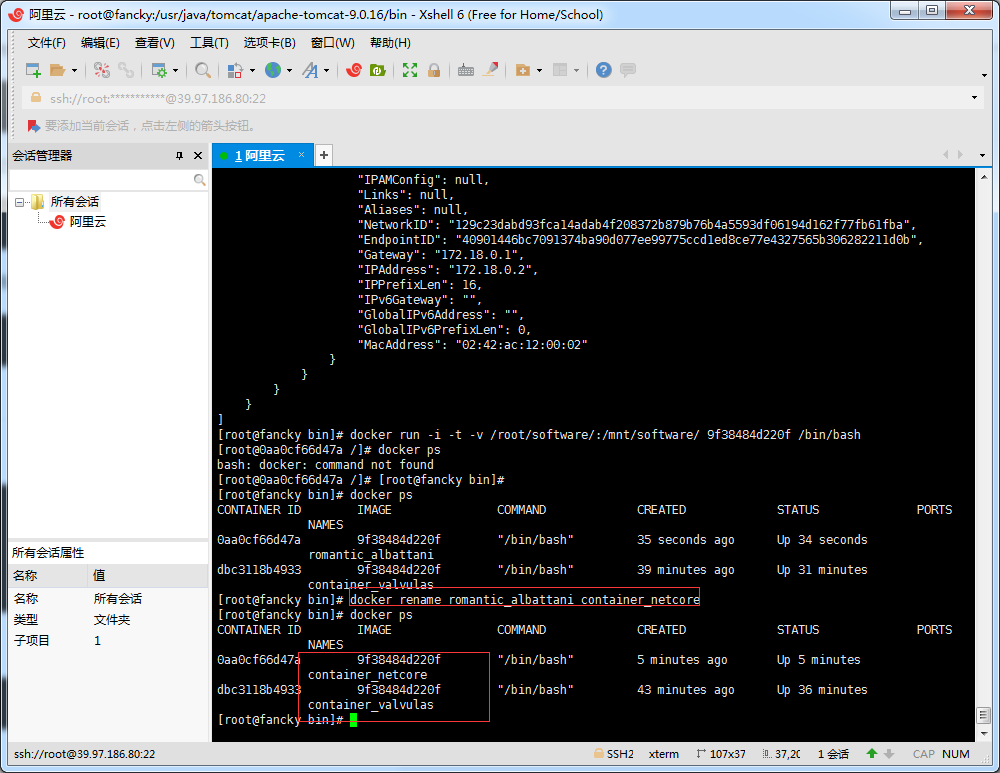 阿里云 - root@fancky:/usr/java/tomcat/apache-tomcat-9.0.16/bin - Xshell 6 (Free for Home/School)
文件(F) 编辑(E) 查看(V) 工具(T) 选项卡(B) 窗口(W) 帮助(H)
ssh://root:***********@39.97.186.80:22
要添加当前会话，点击左侧的箭头按钮。
会话管理器
所有会话
阿里云
所有会话属性
名称 值
名称 所有会话
类型 文件夹
子项目 1
1 阿里云 × +
"IPAMConfig": null,
"Links": null,
"Aliases": null,
"NetworkID": "129c23dabd93fca14adab4f208372b879b76b4a5593df06194d162f77fb61fba",
"EndpointID": "40901446bc7091374ba90d077ee99775ccd1ed8ce77e4327565b306282211d0b",
"Gateway": "172.18.0.1",
"IPAddress": "172.18.0.2",
"IPPrefixLen": 16,
"IPv6Gateway": "",
"GlobalIPv6Address": "",
"GlobalIPv6PrefixLen": 0,
"MacAddress": "02:42:ac:12:00:02"
}
}
}
}
]
[root@fancky bin]# docker run -i -t -v /root/software/:/mnt/software/ 9f38484d220f /bin/bash
[root@0aa0cf66d47a /]# docker ps
bash: docker: command not found
[root@0aa0cf66d47a /]# [root@fancky bin]#
[root@fancky bin]# docker ps
CONTAINER ID IMAGE COMMAND CREATED STATUS PORTS
NAMES
0aa0cf66d47a 9f38484d220f "/bin/bash" 35 seconds ago Up 34 seconds
romantic_albattani
dbc3118b4933 9f38484d220f "/bin/bash" 39 minutes ago Up 31 minutes
container_valvulas
[root@fancky bin]# docker rename romantic_albattani container_netcore
[root@fancky bin]# docker ps
CONTAINER ID IMAGE COMMAND CREATED STATUS PORTS
NAMES
0aa0cf66d47a 9f38484d220f "/bin/bash" 5 minutes ago Up 5 minutes
container_netcore
dbc3118b4933 9f38484d220f "/bin/bash" 43 minutes ago Up 36 minutes
container_valvulas
[root@fancky bin]#
ssh://root@39.97.186.80:22 SSH2 xterm 107x37 37,20 1 会话 CAP NUM